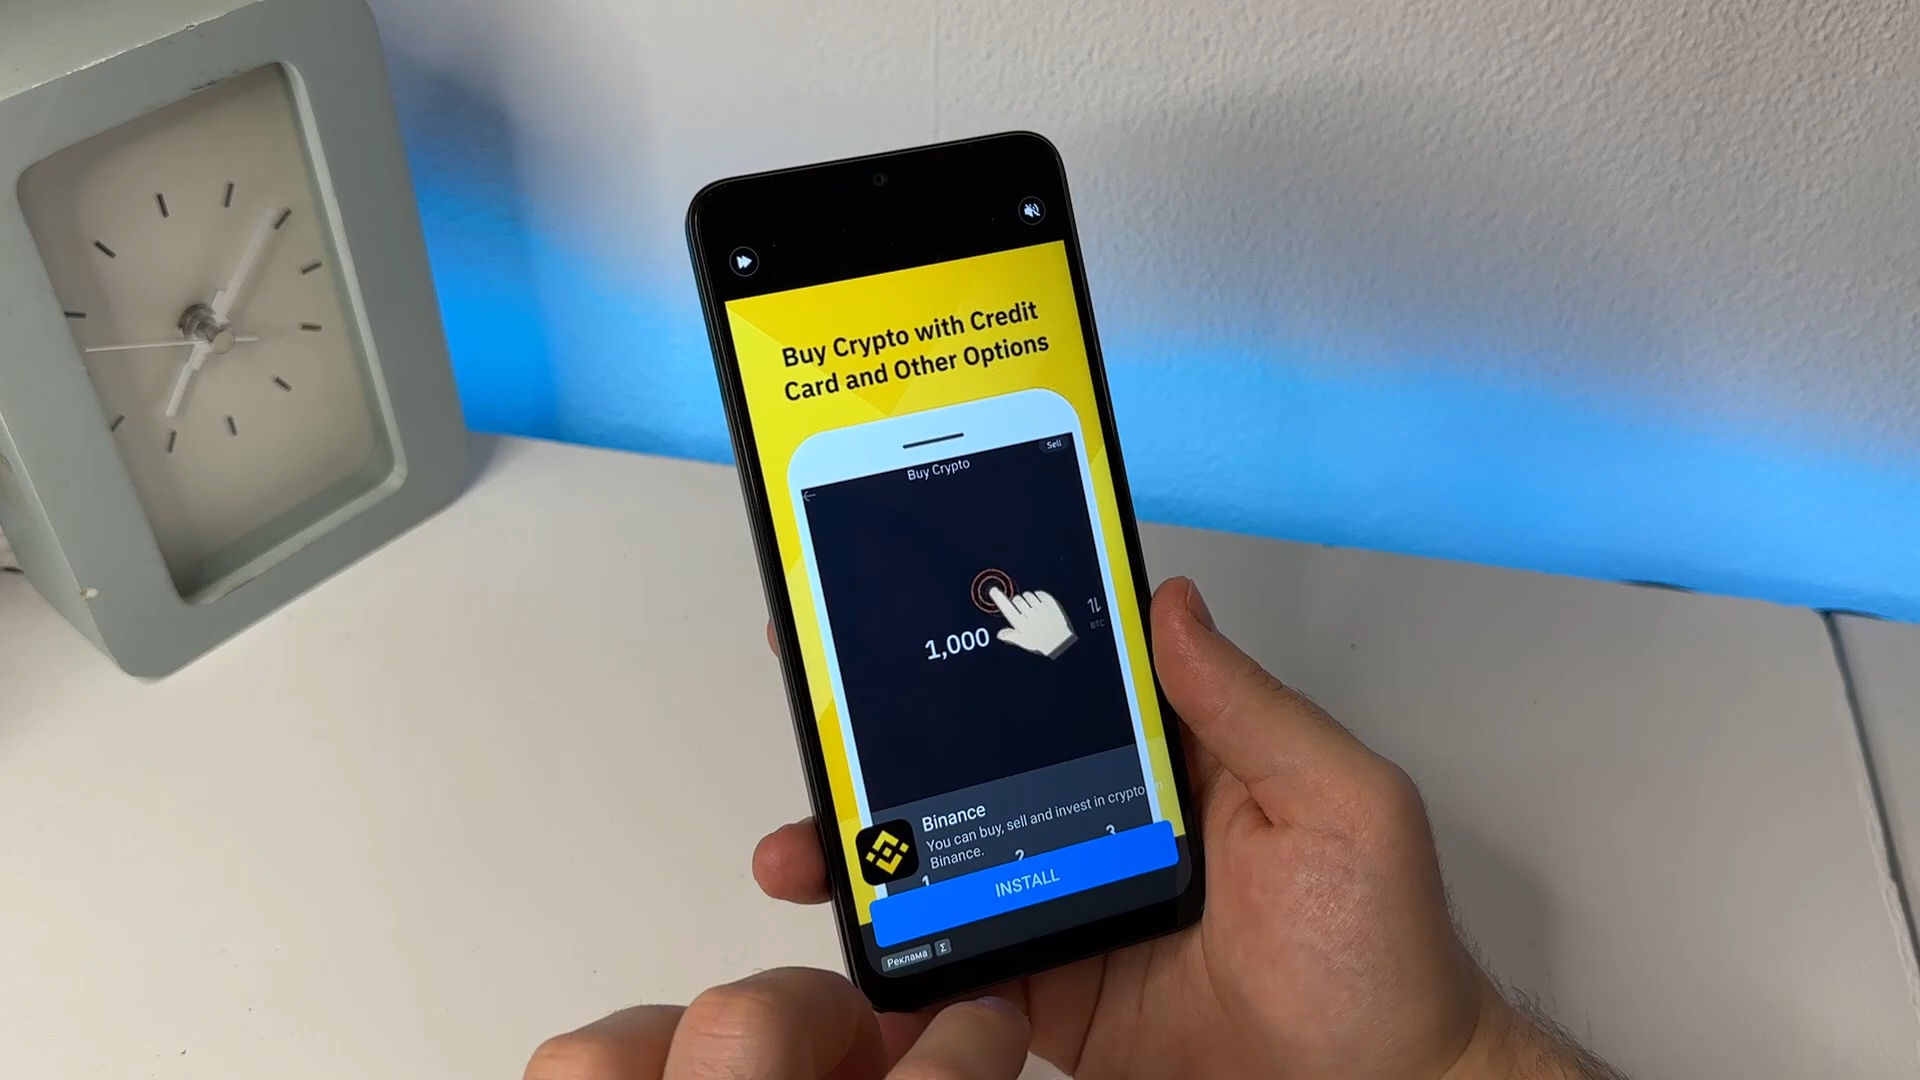 Buy Crypto with Credit
Card and Other Options
Sell
Buy Crypto
1,000
BTC
Binance
You can buy, sell and invest in crypto
Binance.
1
2
3
INSTALL
Реклама
Σ